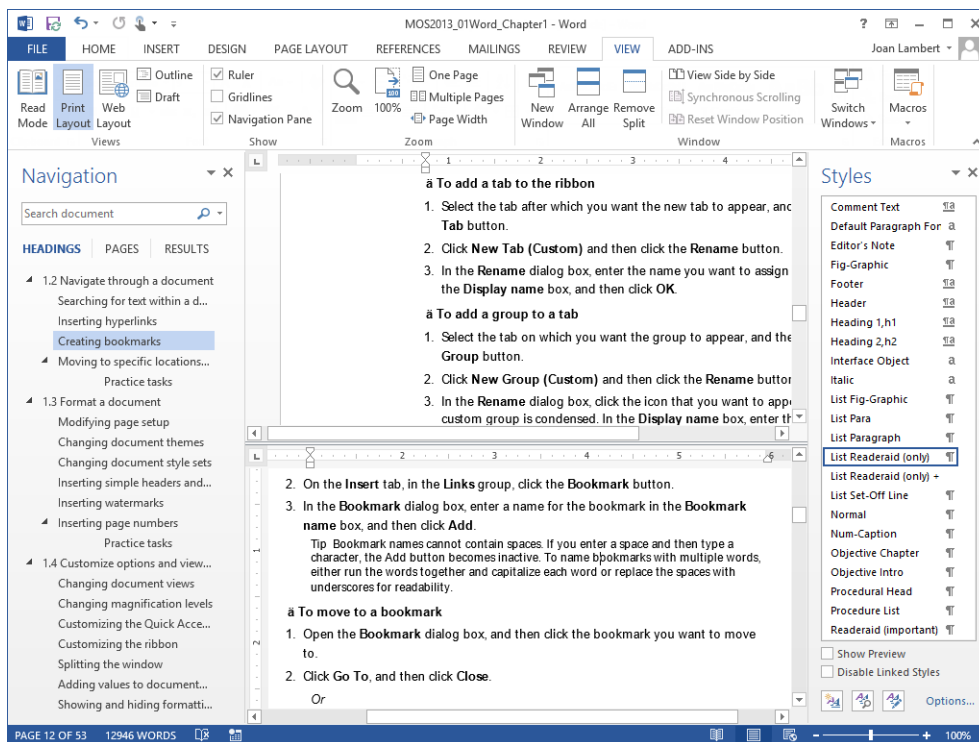 MOS2013_01Word_Chapter1 - Word
FILE HOME INSERT DESIGN PAGE LAYOUT REFERENCES MAILINGS REVIEW VIEW ADD-INS Joan Lambert
Read Mode
Print Layout
Web Layout
Outline
Draft
Views
Ruler
Gridlines
Navigation Pane
Show
Zoom
100%
One Page
Multiple Pages
Page Width
Zoom
New Window
Arrange All
Remove Split
View Side by Side
Synchronous Scrolling
Reset Window Position
Window
Switch Windows
Macros
Macros
Navigation
Search document
HEADINGS PAGES RESULTS
1.2 Navigate through a document
Searching for text within a d...
Inserting hyperlinks
Creating bookmarks
Moving to specific locations...
Practice tasks
1.3 Format a document
Modifying page setup
Changing document themes
Changing document style sets
Inserting simple headers and...
Inserting watermarks
Inserting page numbers
Practice tasks
1.4 Customize options and view...
Changing document views
Changing magnification levels
Customizing the Quick Acce...
Customizing the ribbon
Splitting the window
Adding values to document...
Showing and hiding formatti...
1 2 3 4
ä To add a tab to the ribbon
1. Select the tab after which you want the new tab to appear, and
Tab button.
2. Click New Tab (Custom) and then click the Rename button.
3. In the Rename dialog box, enter the name you want to assign
the Display name box, and then click OK.
ä To add a group to a tab
1. Select the tab on which you want the group to appear, and the
Group button.
2. Click New Group (Custom) and then click the Rename button
3. In the Rename dialog box, click the icon that you want to appe
custom group is condensed. In the Display name box, enter th
2 3 4 5 6
2. On the Insert tab, in the Links group, click the Bookmark button.
3. In the Bookmark dialog box, enter a name for the bookmark in the Bookmark
name box, and then click Add.
Tip Bookmark names cannot contain spaces. If you enter a space and then type a
character, the Add button becomes inactive. To name bookmarks with multiple words,
either run the words together and capitalize each word or replace the spaces with
underscores for readability.
ä To move to a bookmark
1. Open the Bookmark dialog box, and then click the bookmark you want to move
to.
2. Click Go To, and then click Close.
Or
Styles
Comment Text ¶a
Default Paragraph For a
Editor's Note ¶
Fig-Graphic ¶
Footer ¶a
Header ¶a
Heading 1,h1 ¶a
Heading 2,h2 ¶a
Interface Object a
Italic a
List Fig-Graphic ¶
List Para ¶
List Paragraph ¶
List Readeraid (only) ¶
List Readeraid (only) +
List Set-Off Line ¶
Normal ¶
Num-Caption ¶
Objective Chapter ¶
Objective Intro ¶
Procedural Head ¶
Procedure List ¶
Readeraid (important) ¶
Show Preview
Disable Linked Styles
Options...
PAGE 12 OF 53 12946 WORDS 100%